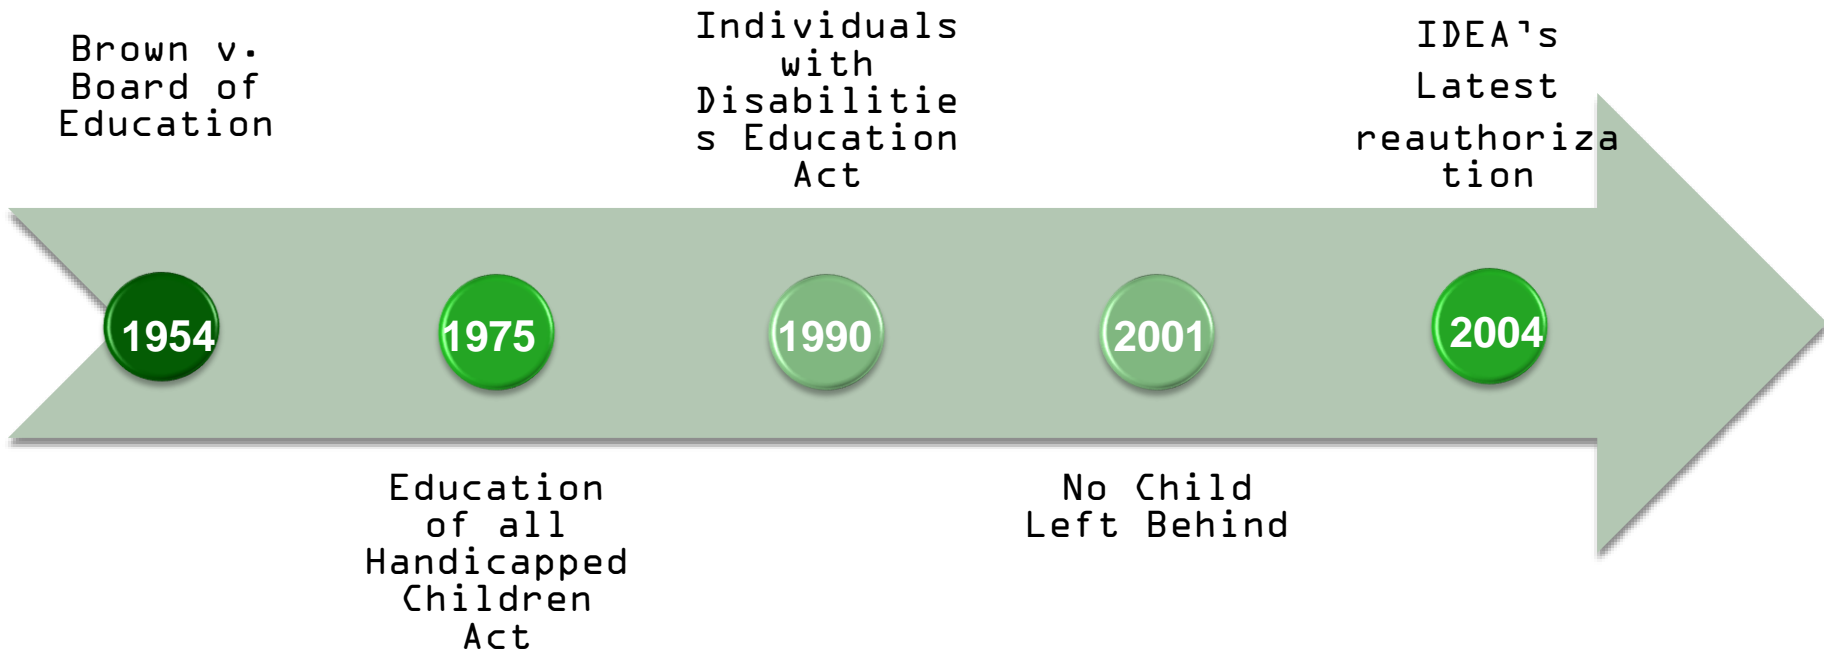 Brown v.
Board of
Education
Individuals
with
Disabilitie
s Education
Act
IDEA's
Latest
reauthoriza
tion
1954
1975
1990
2001
2004
Education
of all
Handicapped
Children
Act
No Child
Left Behind